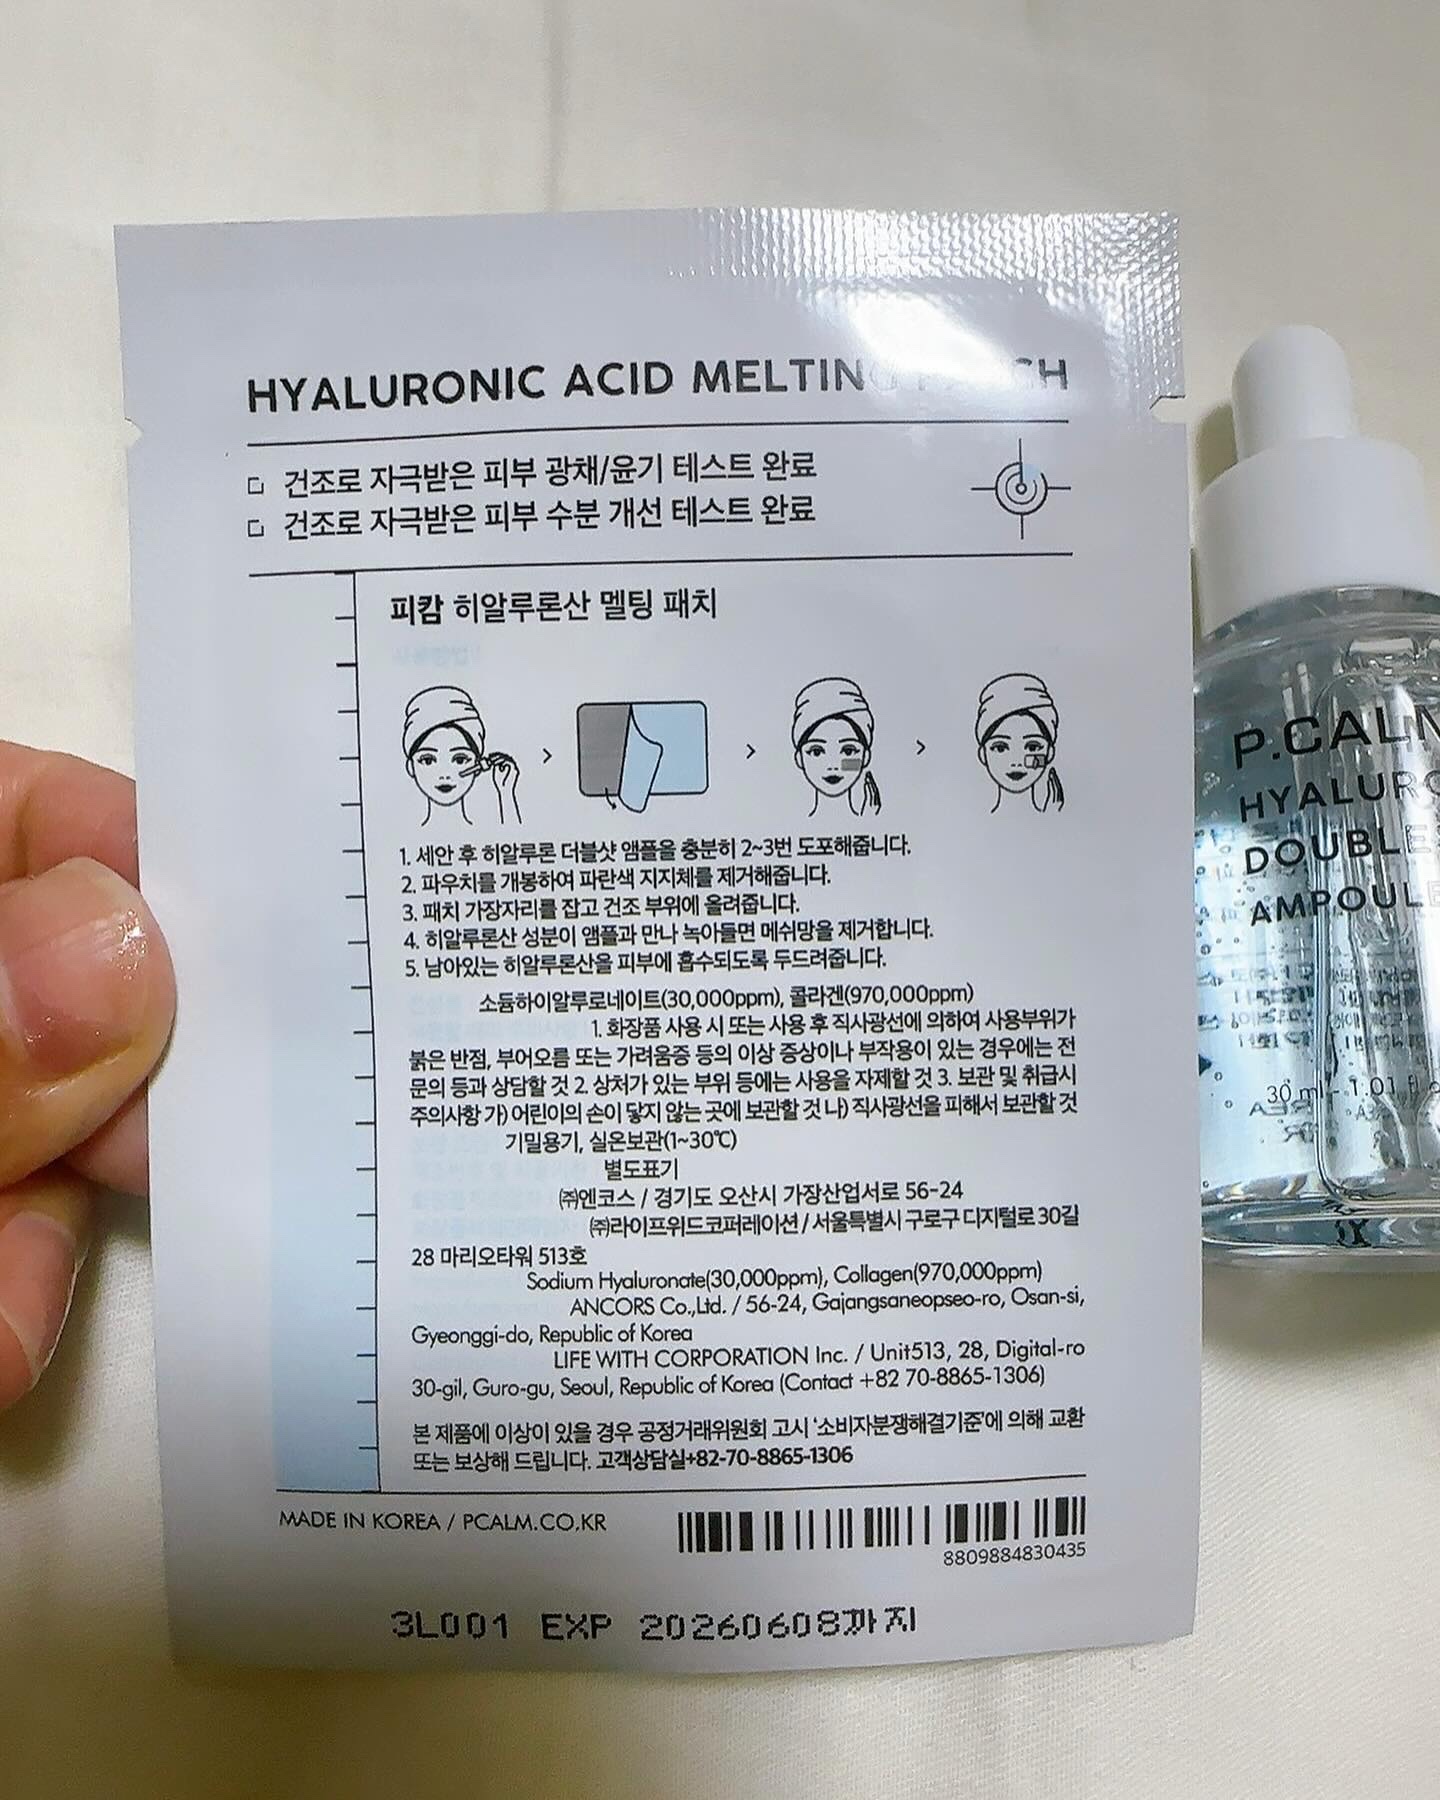 HYALURONIC ACID MELTING PATCH
건조로 자극받은 피부 광채/윤기 테스트 완료
건조로 자극받은 피부 수분 개선 테스트 완료
피캄 히알루론산 멜팅 패치
사용방법
1. 세안 후 히알루론 더블샷 앰플을 충분히 2~3번 도포해줍니다.
2. 파우치를 개봉하여 파란색 지지체를 제거해줍니다.
3. 패치 가장자리를 잡고 건조 부위에 올려줍니다.
4. 히알루론산 성분이 앰플과 만나 녹아들면 메쉬망을 제거합니다.
5. 남아있는 히알루론산을 피부에 흡수되도록 두드려줍니다.
소듐하이알루로네이트(30,000ppm), 콜라겐(970,000ppm)
1. 화장품 사용 시 또는 사용 후 직사광선에 의하여 사용부위가
붉은 반점, 부어오름 또는 가려움증 등의 이상 증상이나 부작용이 있는 경우에는 전
문의 등과 상담할 것 2. 상처가 있는 부위 등에는 사용을 자제할 것 3. 보관 및 취급시
주의사항 가) 어린이의 손이 닿지 않는 곳에 보관할 것 나) 직사광선을 피해서 보관할 것
기밀용기, 실온보관(1~30℃)
별도표기
㈜엔코스 / 경기도 오산시 가장산업서로 56-24
㈜라이프위드코퍼레이션 / 서울특별시 구로구 디지털로 30길
28 마리오타워 513호
Sodium Hyaluronate(30,000ppm), Collagen(970,000ppm)
ANCORS Co.,Ltd. / 56-24, Gajangsaneopseo-ro, Osan-si,
Gyeonggi-do, Republic of Korea
LIFE WITH CORPORATION Inc. / Unit513, 28, Digital-ro
30-gil, Guro-gu, Seoul, Republic of Korea (Contact +82 70-8865-1306)
본 제품에 이상이 있을 경우 공정거래위원회 고시 '소비자분쟁해결기준'에 의해 교환
또는 보상해 드립니다. 고객상담실+82-70-8865-1306
MADE IN KOREA / PCALM.CO.KR
8809884830435
3L001 EXP 20260608까지
P.CALM
HYALURO
DOUBLE
AMPOULE
30 ml - 1.01 fl o